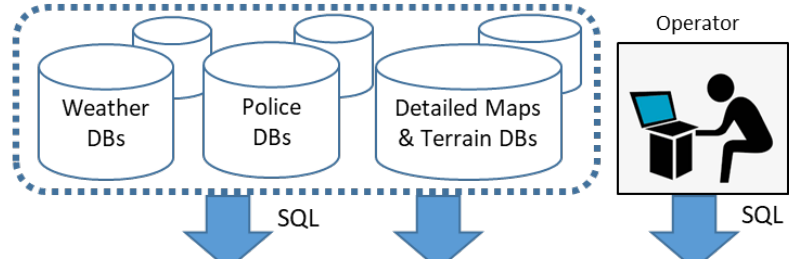 Operator
Weather
DBs
Police
DBs
Detailed Maps
& Terrain DBs
SQL
SQL